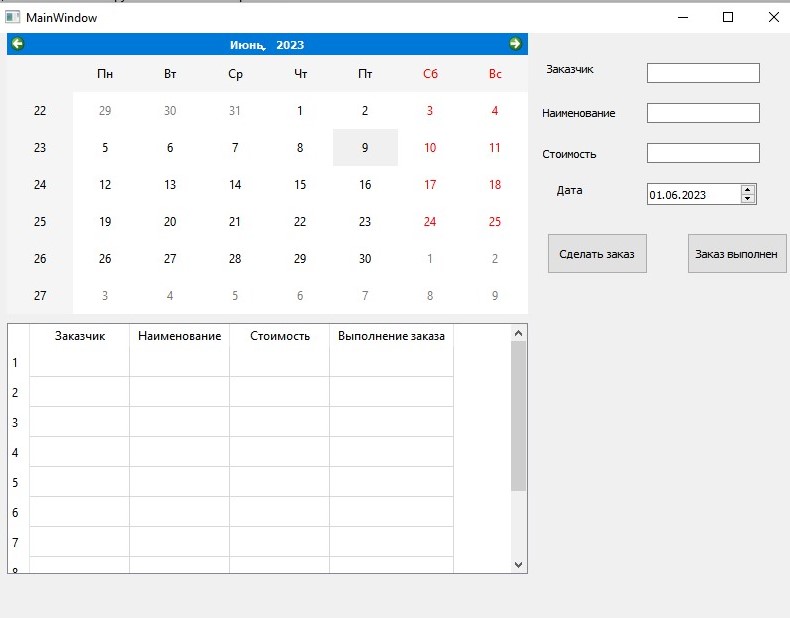 MainWindow
Июнь, 2023
Пн Вт Ср Чт Пт Сб Вс
22 29 30 31 1 2 3 4
23 5 6 7 8 9 10 11
24 12 13 14 15 16 17 18
25 19 20 21 22 23 24 25
26 26 27 28 29 30 1 2
27 3 4 5 6 7 8 9
Заказчик
Наименование
Стоимость
Дата 01.06.2023
Сделать заказ Заказ выполнен
Заказчик Наименование Стоимость Выполнение заказа
1
2
3
4
5
6
7
8